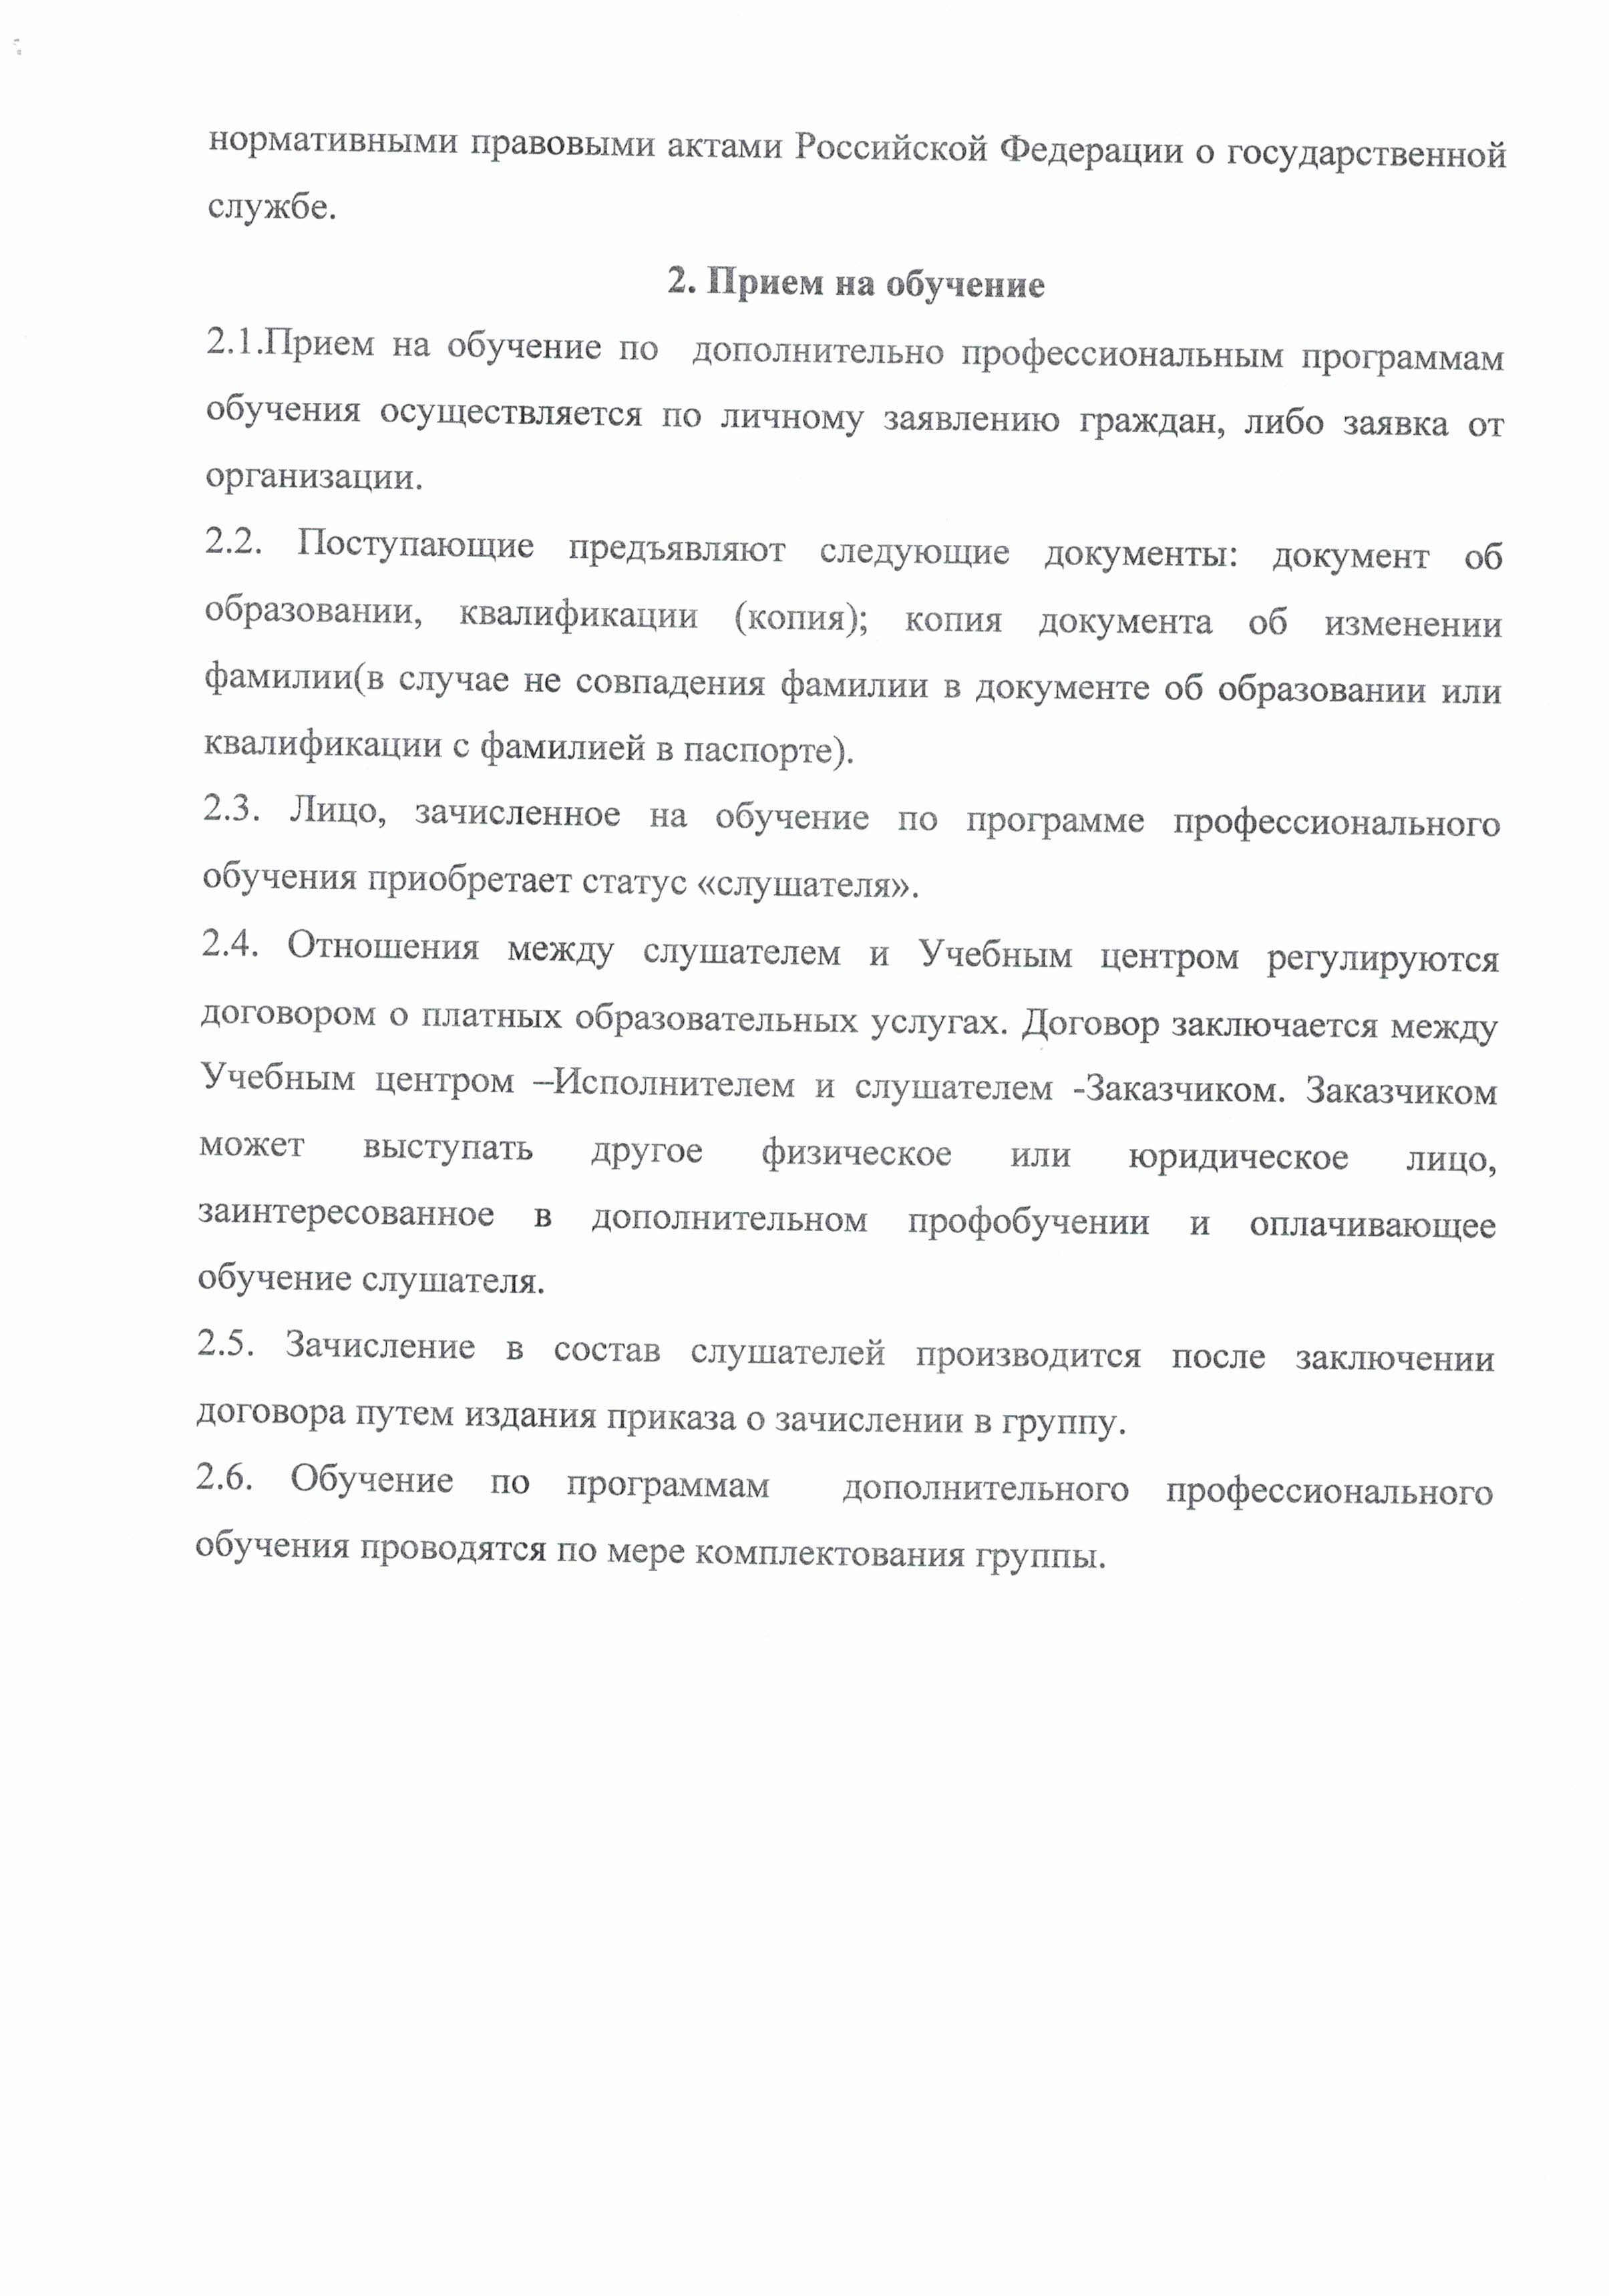 нормативными правовыми актами Российской Федерации о государственной
службе.
2. Прием на обучение
2.1.Прием на обучение по дополнительно профессиональным программам
обучения осуществляется по личному заявлению граждан, либо заявка от
организации.
2.2. Поступающие предъявляют следующие документы: документ об
образовании, квалификации (копия); копия документа об изменении
фамилии(в случае не совпадения фамилии в документе об образовании или
квалификации с фамилией в паспорте).
2.3. Лицо, зачисленное на обучение по программе профессионального
обучения приобретает статус «слушателя».
2.4. Отношения между слушателем и Учебным центром регулируются
договором о платных образовательных услугах. Договор заключается между
Учебным центром –Исполнителем и слушателем -Заказчиком. Заказчиком
может выступать другое физическое или юридическое лицо,
заинтересованное в дополнительном профобучении и оплачивающее
обучение слушателя.
2.5. Зачисление в состав слушателей производится после заключении
договора путем издания приказа о зачислении в группу.
2.6. Обучение по программам дополнительного профессионального
обучения проводятся по мере комплектования группы.